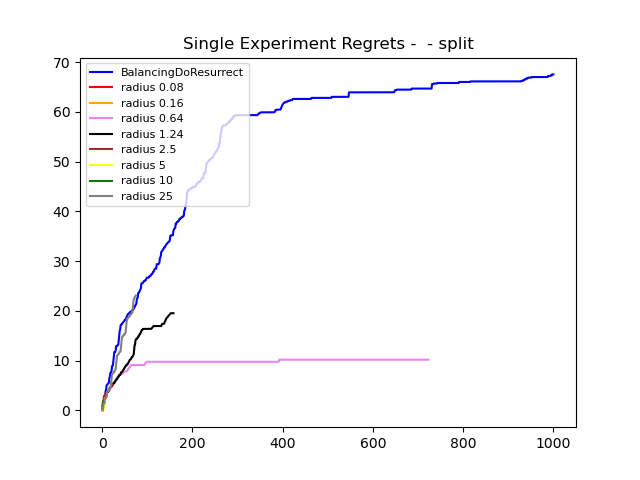 Single Experiment Regrets -  - split
70
60
50
40
30
20
10
0
BalancingDoResurrect
radius 0.08
radius 0.16
radius 0.64
radius 1.24
radius 2.5
radius 5
radius 10
radius 25
0 200 400 600 800 1000